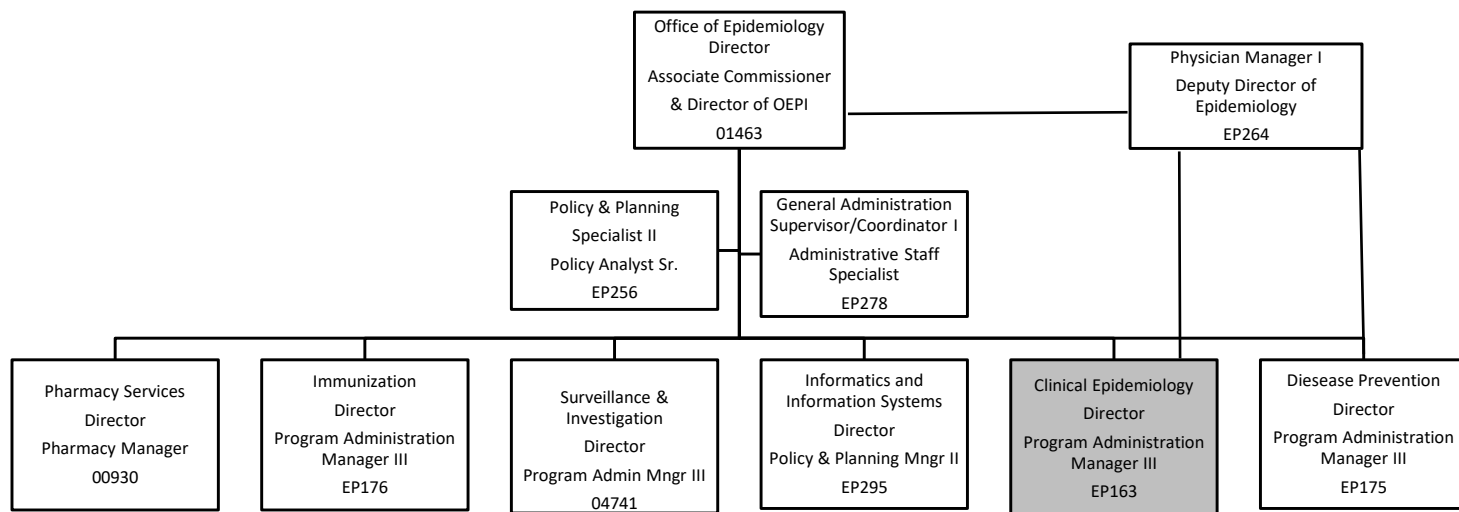 Office of Epidemiology
Director
Associate Commissioner
& Director of OEPI
01463
Physician Manager I
Deputy Director of
Epidemiology
EP264
Policy & Planning
Specialist II
Policy Analyst Sr.
EP256
General Administration
Supervisor/Coordinator I
Administrative Staff
Specialist
EP278
Pharmacy Services
Director
Pharmacy Manager
00930
Immunization
Director
Program Administration
Manager III
EP176
Surveillance &
Investigation
Director
Program Admin Mngr III
04741
Informatics and
Information Systems
Director
Policy & Planning Mngr II
EP295
Clinical Epidemiology
Director
Program Administration
Manager III
EP163
Diesease Prevention
Director
Program Administration
Manager III
EP175